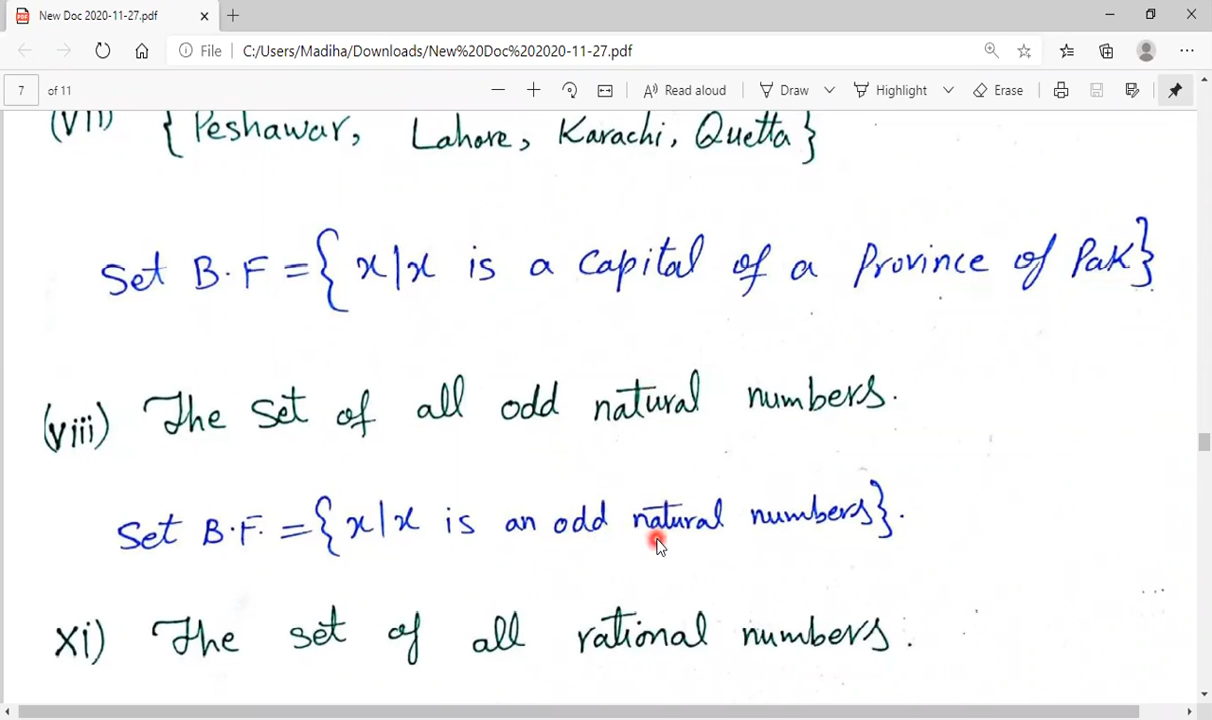 New Doc 2020-11-27.pdf
File C:/Users/Madiha/Downloads/New%20Doc%202020-11-27.pdf
7 of 11 Read aloud Draw Highlight Erase
(vii) {Peshawar, Lahore, Karachi, Quetta}
Set B.F = {x|x is a Capital of a Province of Pak}
(viii) The set of all odd natural numbers.
Set B.F. = {x|x is an odd natural numbers}.
xi) The set of all rational numbers.